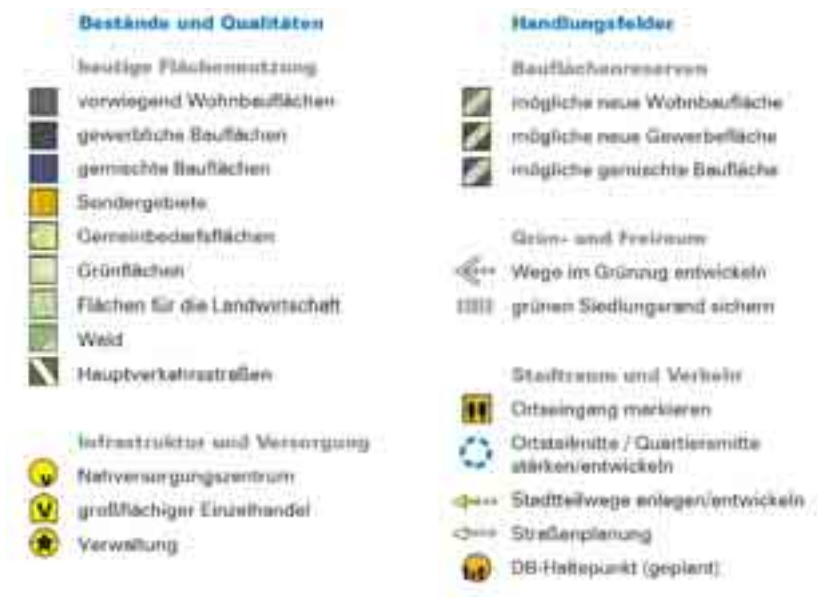 Bestände und Qualitäten
heutige Flächennutzung
vorwiegend Wohnbauflächen
gewerbliche Bauflächen
gemischte Bauflächen
Sondergebiete
Gemeinbedarfsflächen
Grünflächen
Flächen für die Landwirtschaft
Wald
Hauptverkehrsstraßen
Infrastruktur und Versorgung
Nahversorgungszentrum
großflächiger Einzelhandel
Verwaltung
Handlungsfelder
Bauflächenreserven
mögliche neue Wohnbaufläche
mögliche neue Gewerbefläche
mögliche gemischte Baufläche
Grün- und Freiraum
Wege im Grünzug entwickeln
grünen Siedlungsrand sichern
Stadtraum und Verkehr
Ortseingang markieren
Ortsteilmitte / Quartiersmitte
stärken/entwickeln
Stadtteilwege anlegen/entwickeln
Straßenplanung
DB-Haltepunkt (geplant)